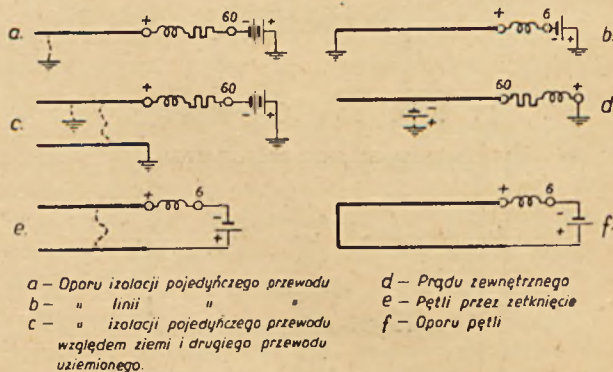 a. + 60 - +
+ 6 - + b.
c. + 60 - +
60 + - + d
e. + 6 - +
+ 6 - + f.
a – Oporu izolacji pojedyńczego przewodu
b – " linii " "
c – " izolacji pojedyńczego przewodu
względem ziemi i drugiego przewodu
uziemionego.
d – Prądu zewnętrznego
e – Pętli przez zetknięcie
f – Oporu pętli